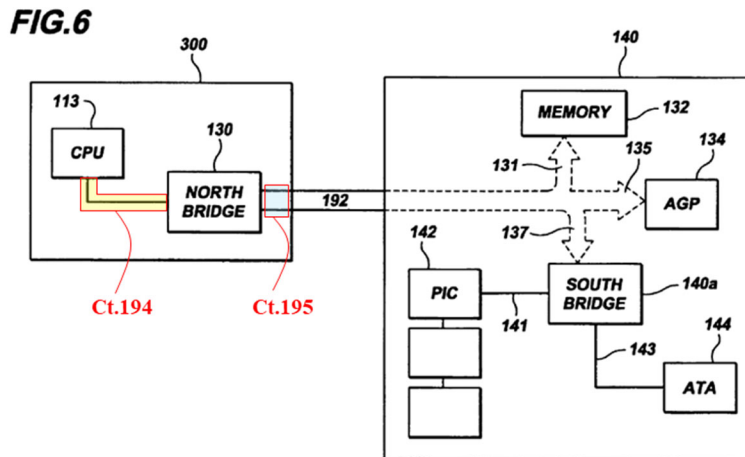 FIG.6
300
140
113
CPU
130
NORTH
BRIDGE
192
Ct.194
Ct.195
MEMORY
132
131
135
134
AGP
137
142
PIC
141
SOUTH
BRIDGE
140a
143
144
ATA